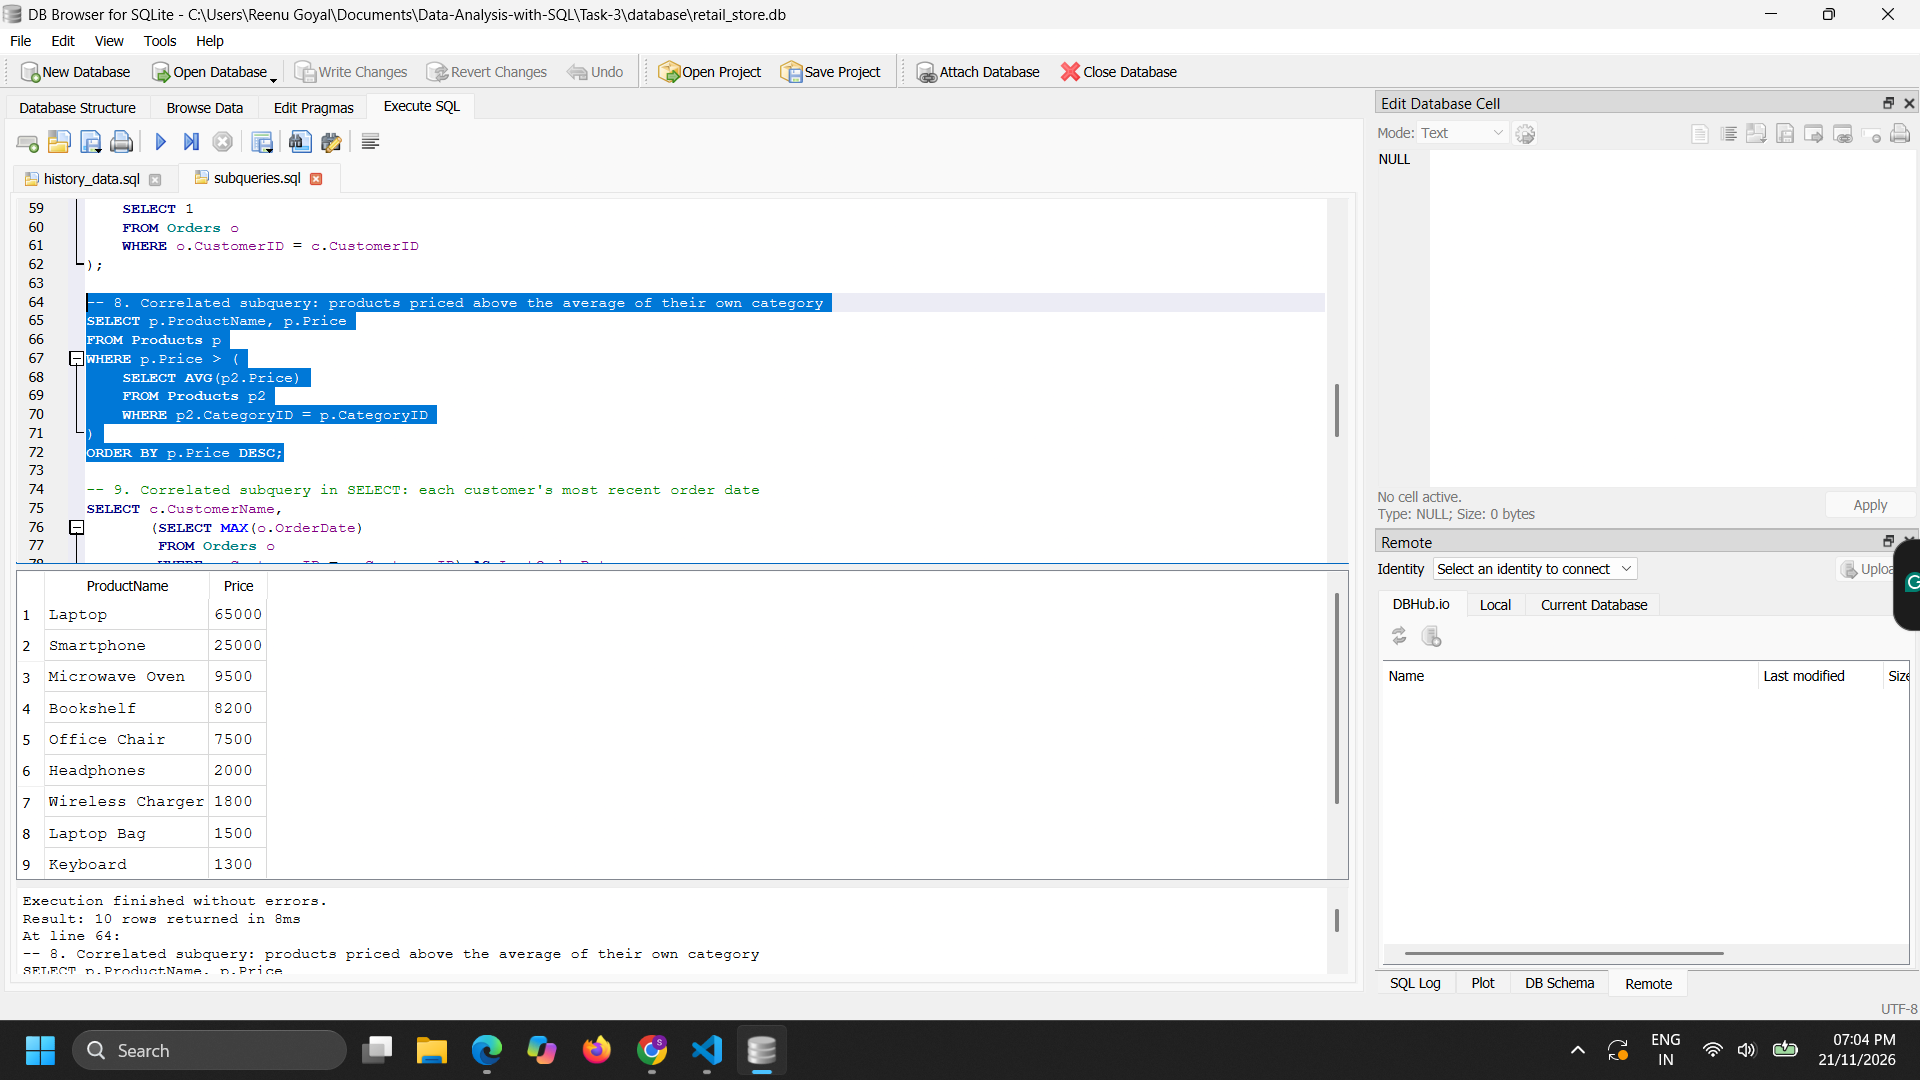 DB Browser for SQLite - C:\Users\Reenu Goyal\Documents\Data-Analysis-with-SQL\Task-3\database\retail_store.db
File Edit View Tools Help
New Database Open Database Write Changes Revert Changes Undo Open Project Save Project Attach Database Close Database
Database Structure Browse Data Edit Pragmas Execute SQL
history_data.sql subqueries.sql
59 SELECT 1
60 FROM Orders o
61 WHERE o.CustomerID = c.CustomerID
62 );
63
64 -- 8. Correlated subquery: products priced above the average of their own category
65 SELECT p.ProductName, p.Price
66 FROM Products p
67 WHERE p.Price > (
68 SELECT AVG(p2.Price)
69 FROM Products p2
70 WHERE p2.CategoryID = p.CategoryID
71 )
72 ORDER BY p.Price DESC;
73
74 -- 9. Correlated subquery in SELECT: each customer's most recent order date
75 SELECT c.CustomerName,
76 (SELECT MAX(o.OrderDate)
77 FROM Orders o
ProductName Price
1 Laptop 65000
2 Smartphone 25000
3 Microwave Oven 9500
4 Bookshelf 8200
5 Office Chair 7500
6 Headphones 2000
7 Wireless Charger 1800
8 Laptop Bag 1500
9 Keyboard 1300
Execution finished without errors.
Result: 10 rows returned in 8ms
At line 64:
-- 8. Correlated subquery: products priced above the average of their own category
SELECT p.ProductName, p.Price
Edit Database Cell
Mode: Text
NULL
No cell active.
Type: NULL; Size: 0 bytes
Apply
Remote
Identity Select an identity to connect
DBHub.io Local Current Database
Name Last modified Size
SQL Log Plot DB Schema Remote
UTF-8
Search
ENG
IN
07:04 PM
21/11/2026